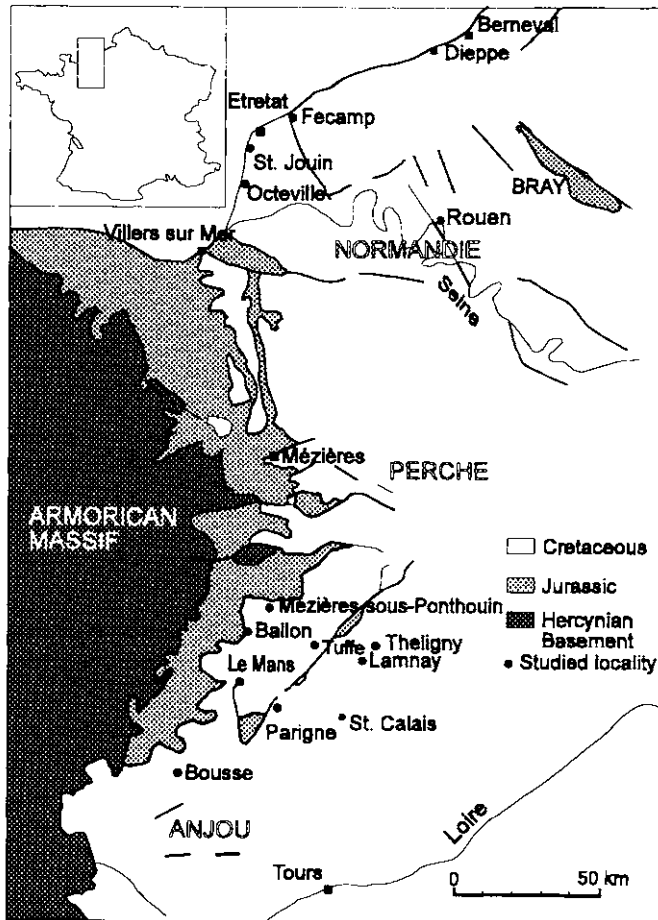 Berneval
Dieppe
Etretat
Fecamp
St. Jouin
BRAY
Octeville
Rouen
Villers sur Mer
NORMANDIE
Seine
Mézières
PERCHE
ARMORICAN
MASSIF
Cretaceous
Jurassic
Hercynian
Basement
Studied locality
Mézières-sous-Ponthouin
Ballon
Tuffe
Theligny
Le Mans
Lamnay
Parigne
St. Calais
Bousse
ANJOU
Loire
Tours
0 50 km